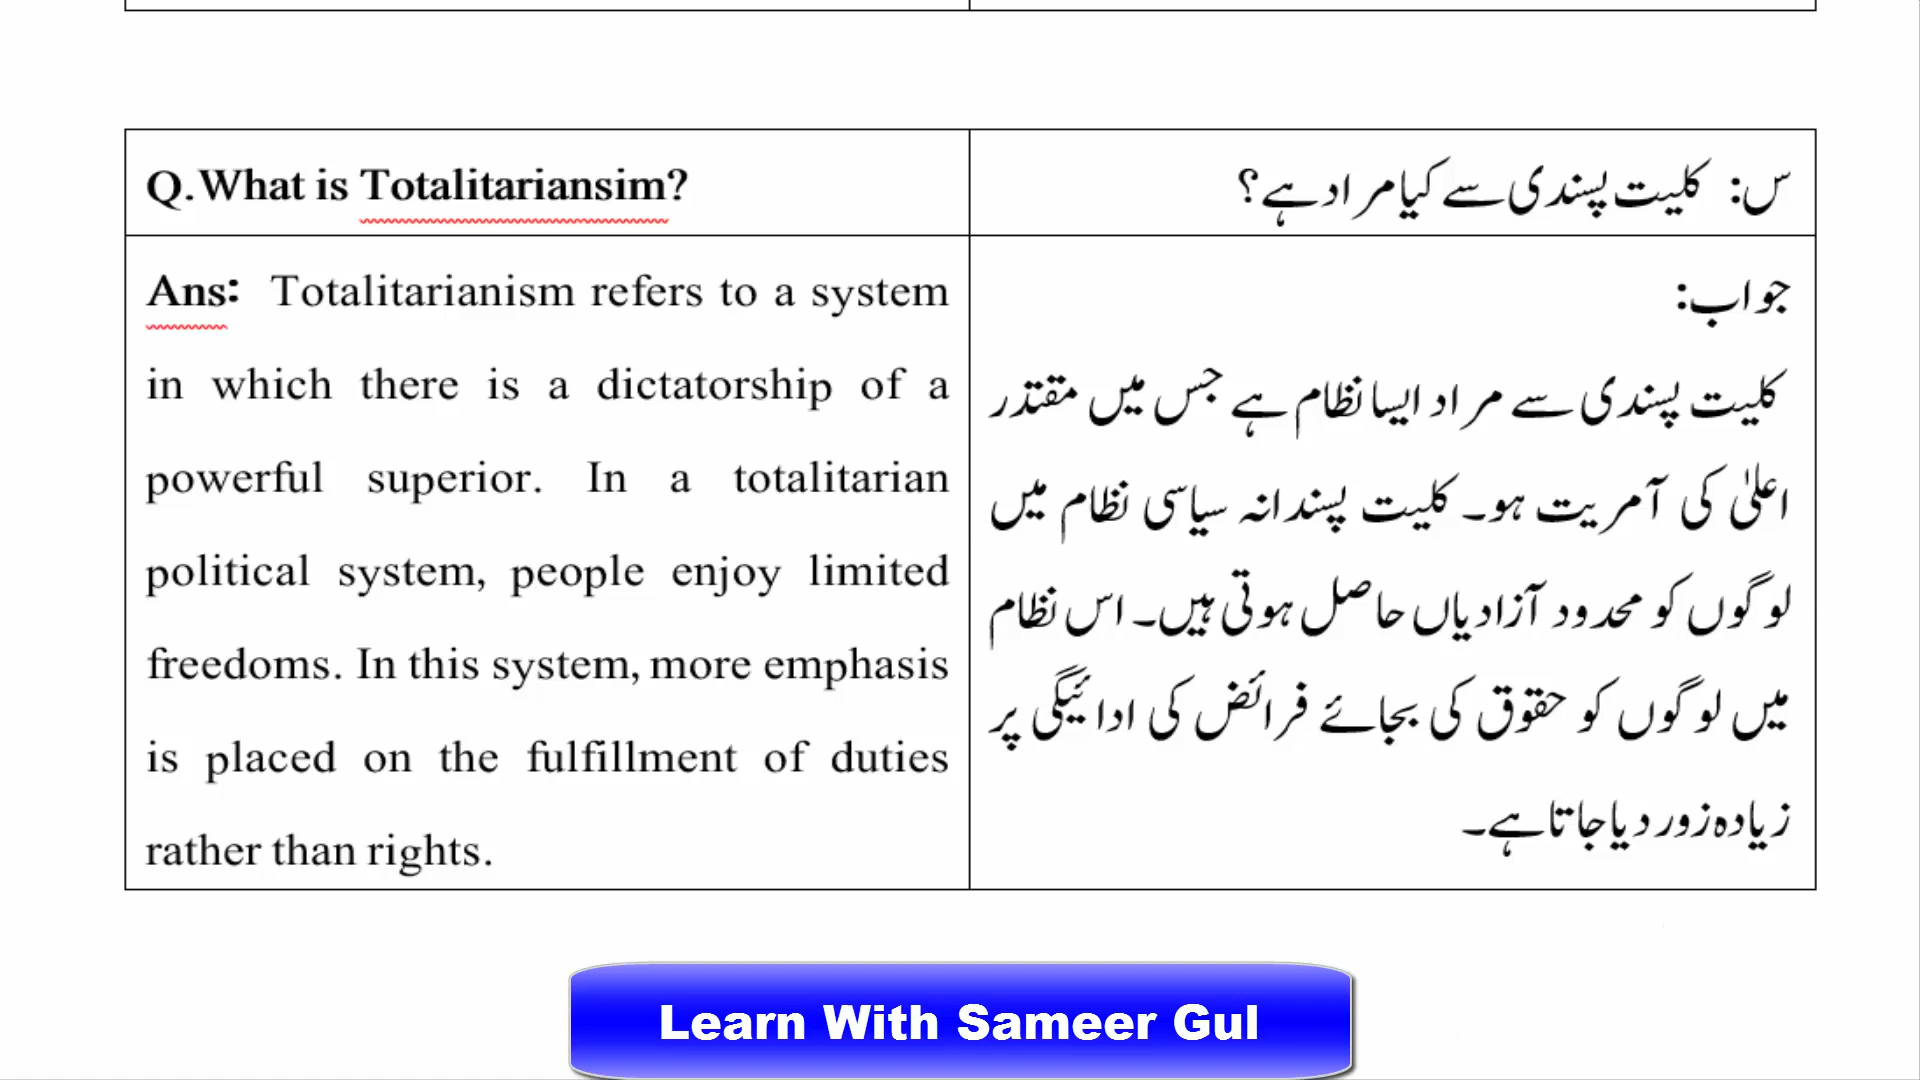 Q.What is Totalitariansim?
س: کلیت پسندی سے کیا مراد ہے؟
Ans: Totalitarianism refers to a system
in which there is a dictatorship of a
powerful superior. In a totalitarian
political system, people enjoy limited
freedoms. In this system, more emphasis
is placed on the fulfillment of duties
rather than rights.
جواب:
کلیت پسندی سے مراد ایسا نظام ہے جس میں مقتدر
اعلیٰ کی آمریت ہو۔ کلیت پسندانہ سیاسی نظام میں
لوگوں کو محدود آزادیاں حاصل ہوتی ہیں۔ اس نظام
میں لوگوں کو حقوق کی بجائے فرائض کی ادائیگی پر
زیادہ زور دیا جاتا ہے۔
Learn With Sameer Gul